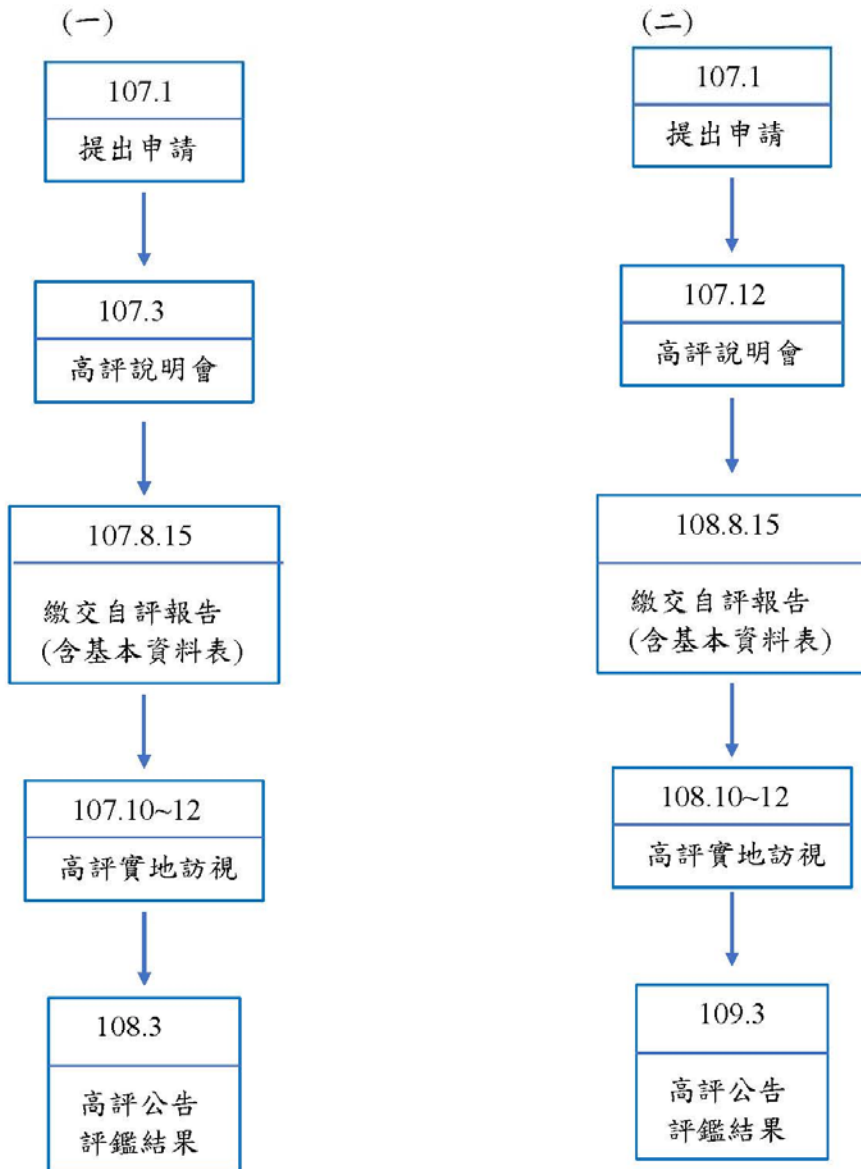 (一)
107.1
提出申請
107.3
高評說明會
107.8.15
繳交自評報告
(含基本資料表)
107.10~12
高評實地訪視
108.3
高評公告
評鑑結果
(二)
107.1
提出申請
107.12
高評說明會
108.8.15
繳交自評報告
(含基本資料表)
108.10~12
高評實地訪視
109.3
高評公告
評鑑結果